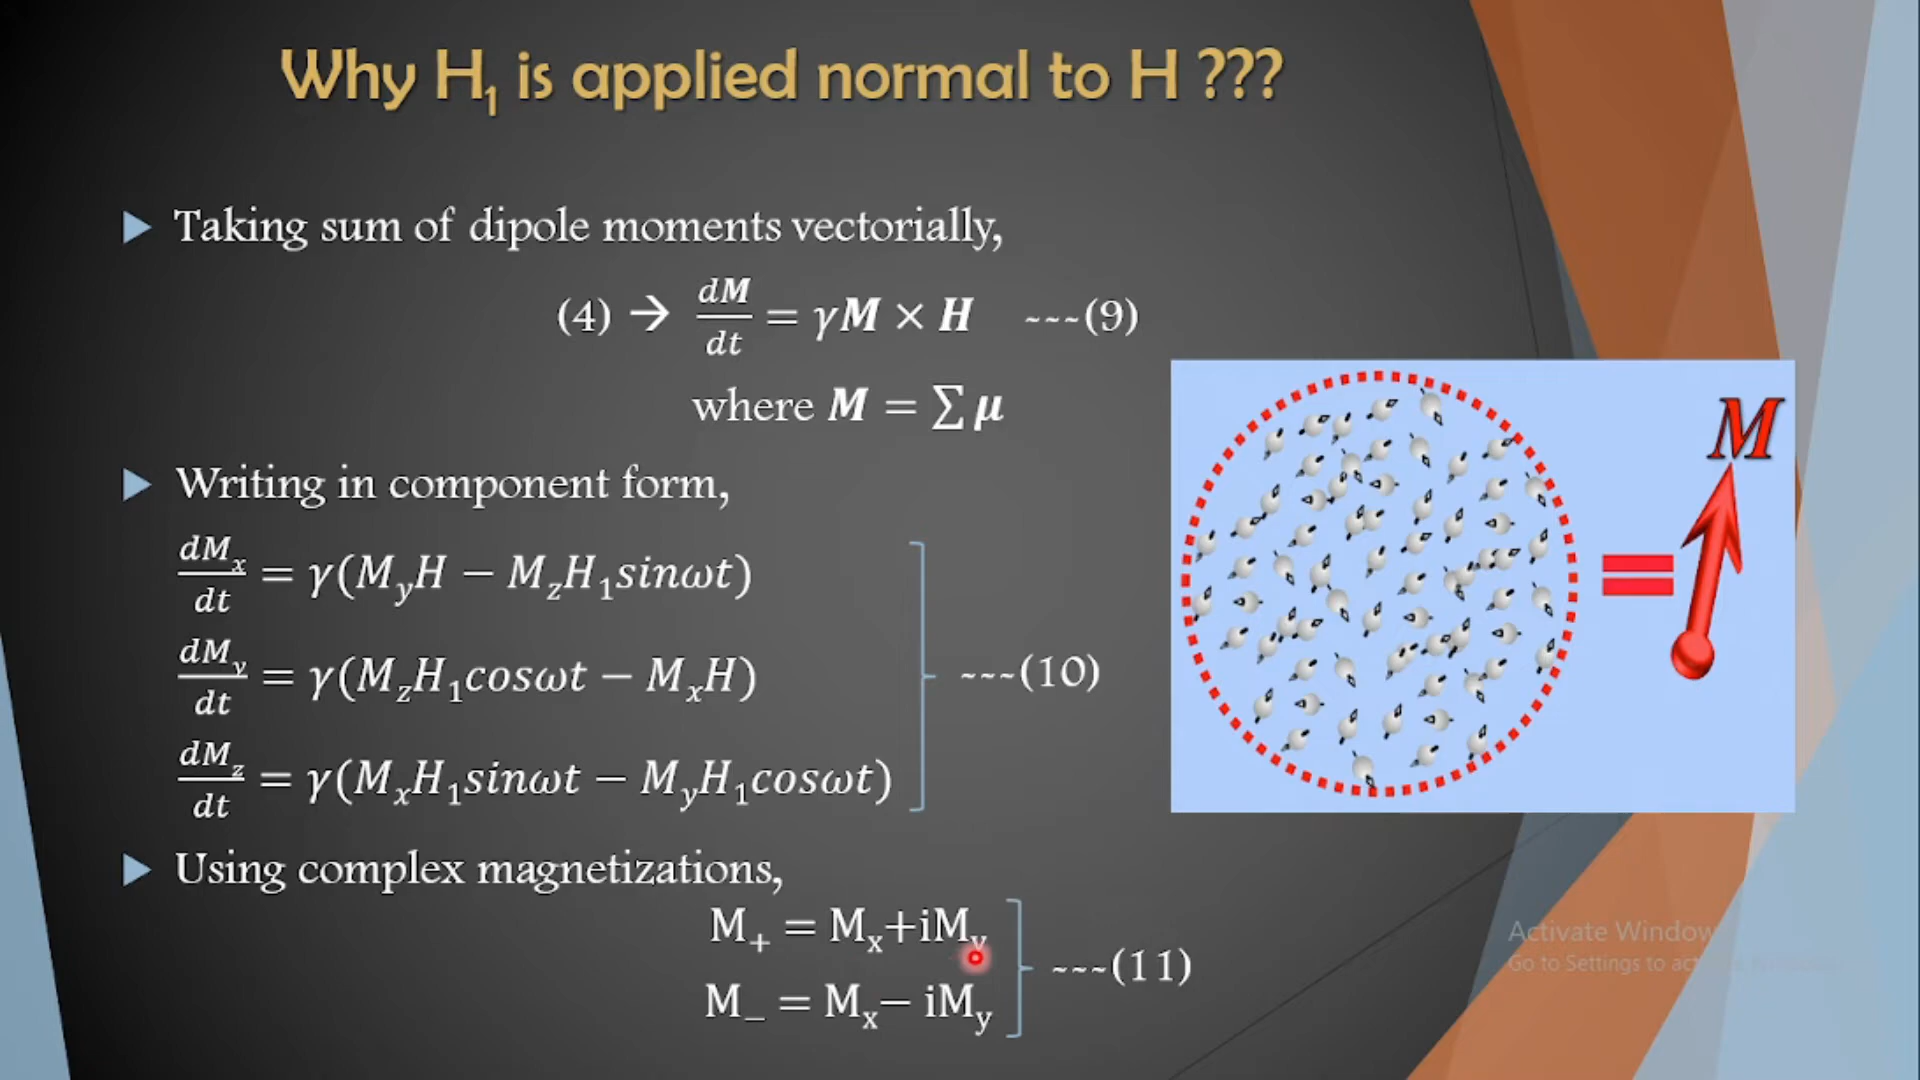 Why H₁ is applied normal to H ???
Taking sum of dipole moments vectorially,
(4) → d𝑴/dt = γ𝑴 × 𝑯 ---(9)
where 𝑴 = ∑ 𝝁
Writing in component form,
dMₓ/dt = γ(M_yH − M_zH₁sinωt)
dM_y/dt = γ(M_zH₁cosωt − MₓH)
---(10)
dM_z/dt = γ(MₓH₁sinωt − M_yH₁cosωt)
Using complex magnetizations,
M₊ = Mₓ+iM_y
---(11)
M₋ = Mₓ− iM_y
M
=
Activate Window
Go to Settings to